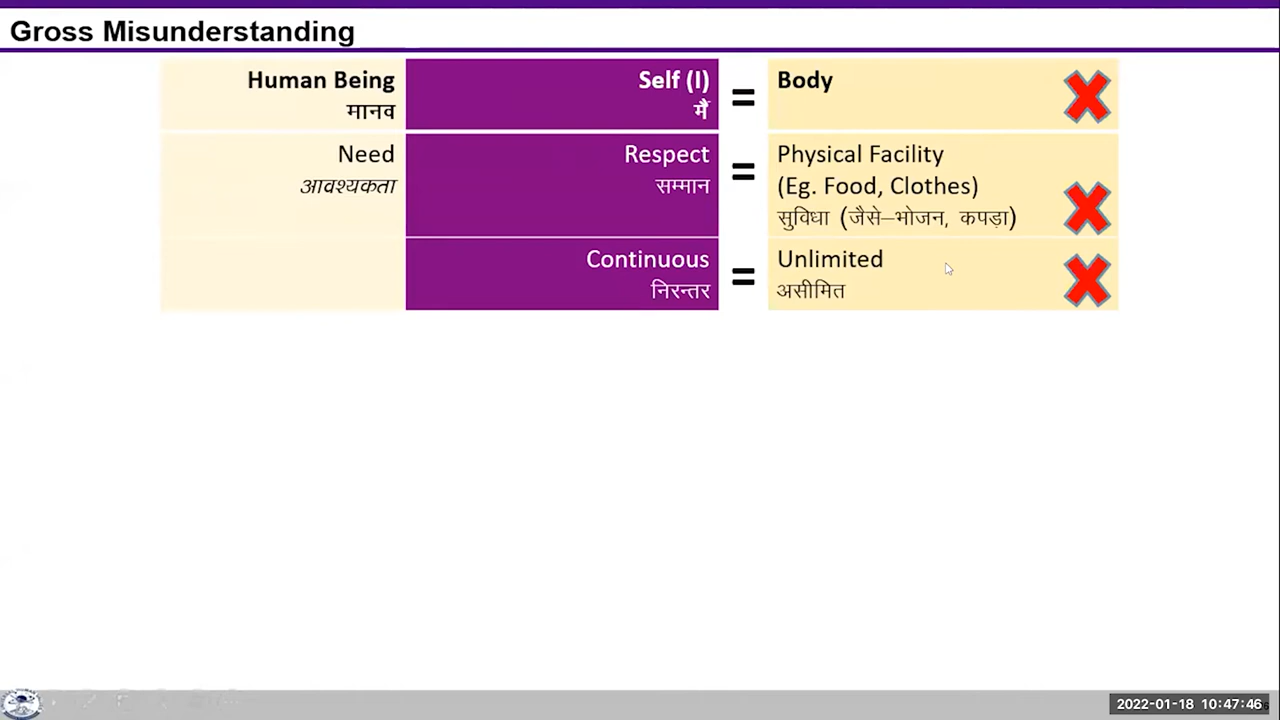 Gross Misunderstanding
Human Being
मानव
Self (I)
मैं
=
Body
Need
आवश्यकता
Respect
सम्मान
=
Physical Facility
(Eg. Food, Clothes)
सुविधा (जैसे–भोजन, कपड़ा)
Continuous
निरन्तर
=
Unlimited
असीमित
2022-01-18 10:47:46